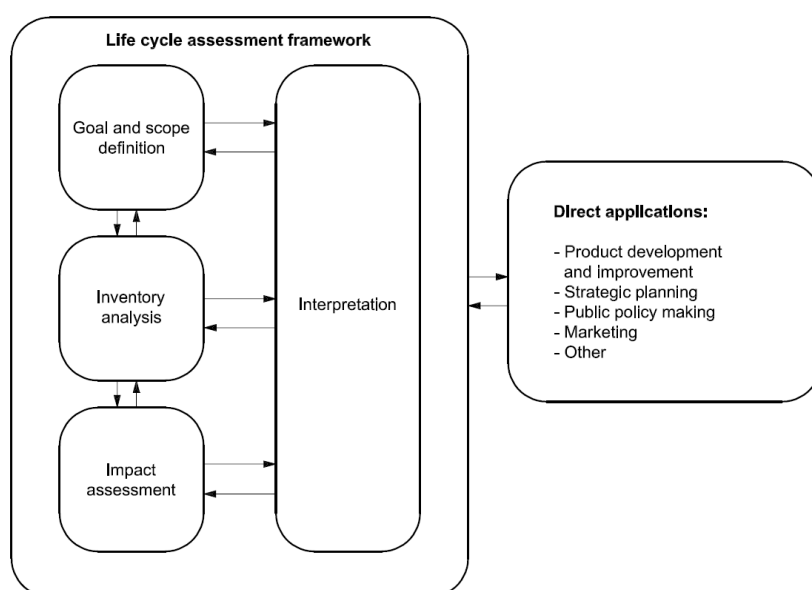 Life cycle assessment framework
Goal and scope
definition
Inventory
analysis
Impact
assessment
Interpretation
Direct applications:
- Product development
and improvement
- Strategic planning
- Public policy making
- Marketing
- Other